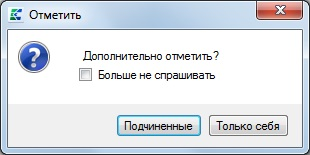 Отметить
Дополнительно отметить?
Больше не спрашивать
Подчиненные
Только себя